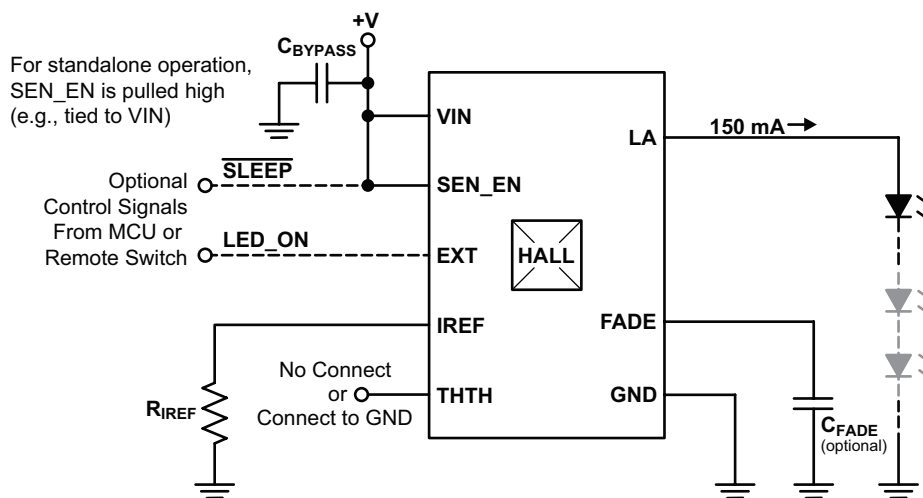 +V
CBYPASS
For standalone operation,
SEN_EN is pulled high
(e.g., tied to VIN)
VIN
LA
150 mA
SLEEP
SEN_EN
Optional
Control Signals
From MCU or
Remote Switch
LED_ON
EXT
HALL
IREF
FADE
No Connect
or
Connect to GND
THTH
GND
RIREF
CFADE
(optional)